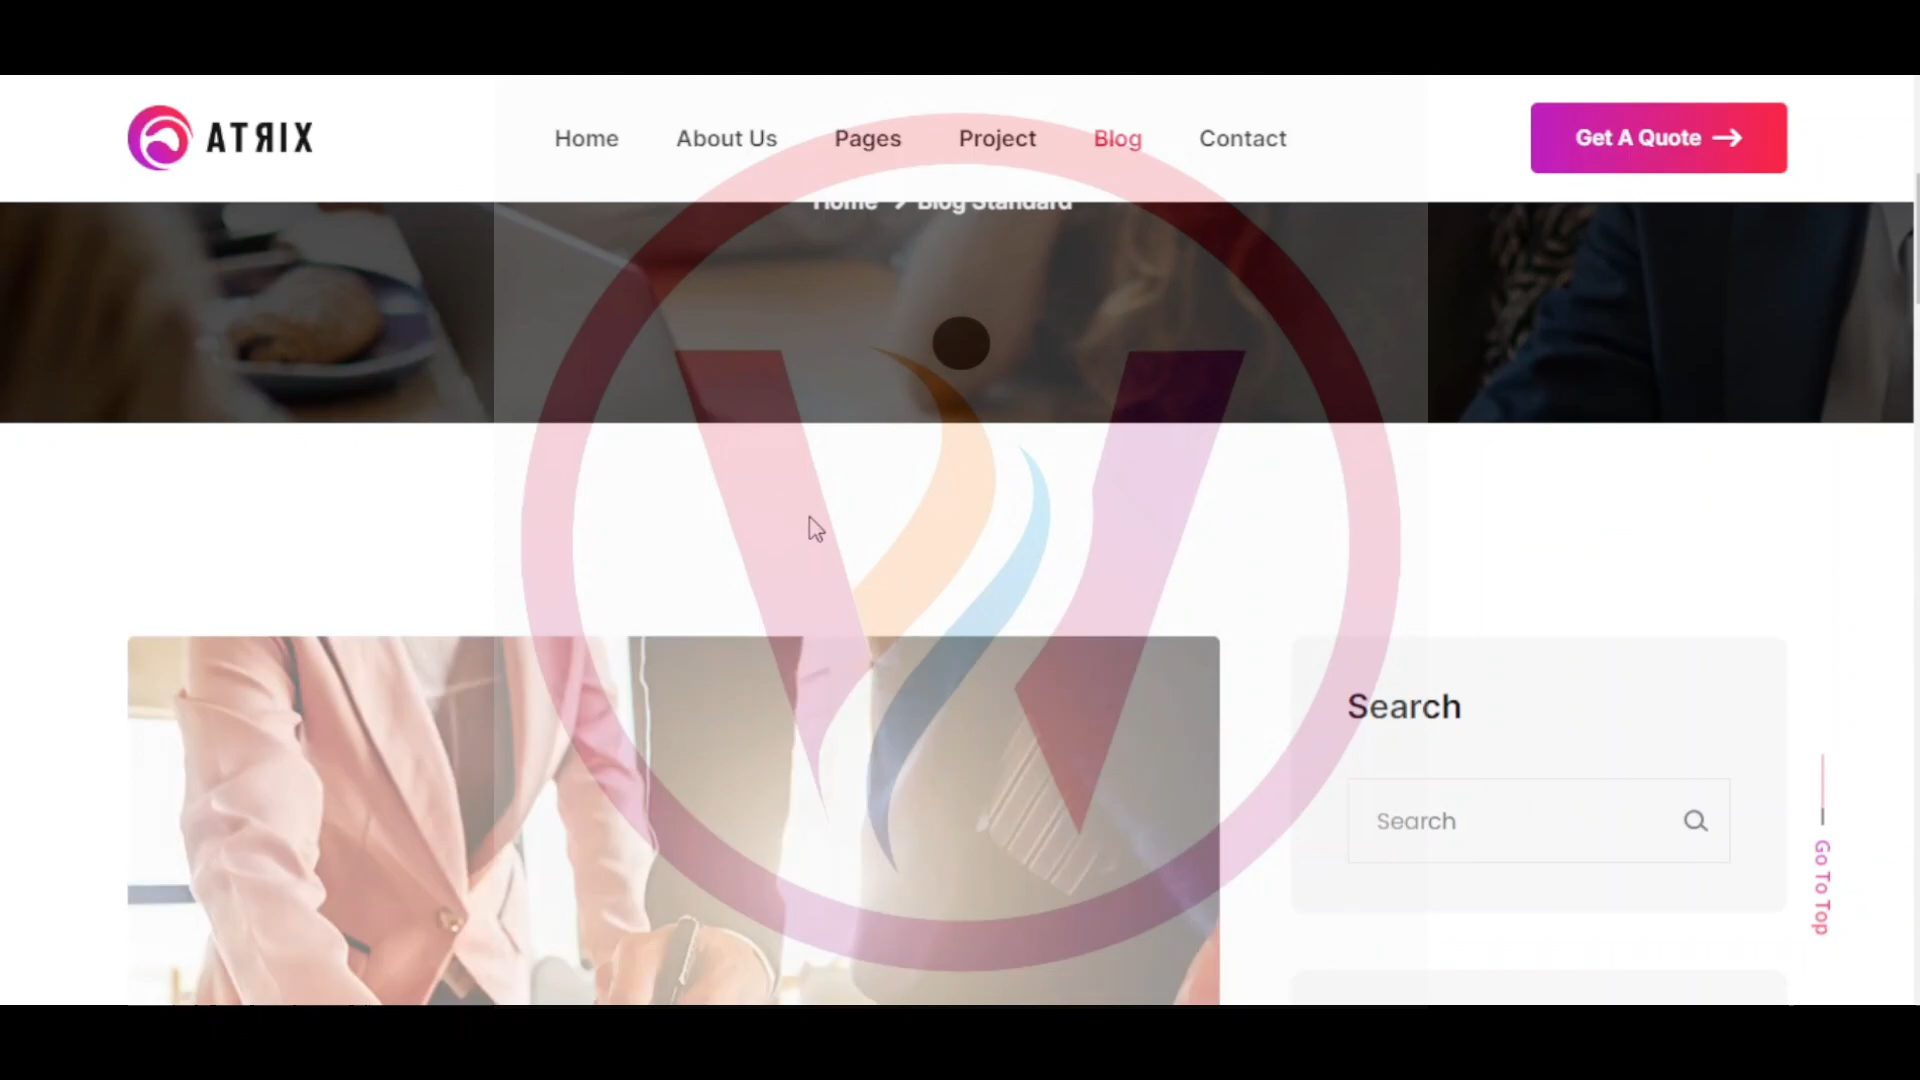 ATЯIX
Home About Us Pages Project Blog Contact
Get A Quote
Home > Blog Standard
Search
Search
Go To Top